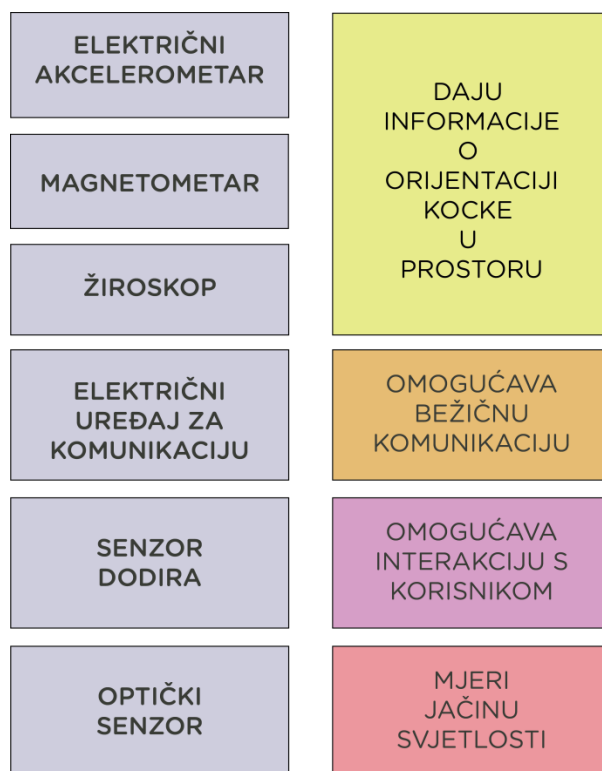 ELEKTRIČNI
AKCELEROMETAR
MAGNETOMETAR
ŽIROSKOP
ELEKTRIČNI
UREĐAJ ZA
KOMUNIKACIJU
SENZOR
DODIRA
OPTIČKI
SENZOR
DAJU
INFORMACIJE
O
ORIJENTACIJI
KOCKE
U
PROSTORU
OMOGUĆAVA
BEŽIČNU
KOMUNIKACIJU
OMOGUĆAVA
INTERAKCIJU S
KORISNIKOM
MJERI
JAČINU
SVJETLOSTI